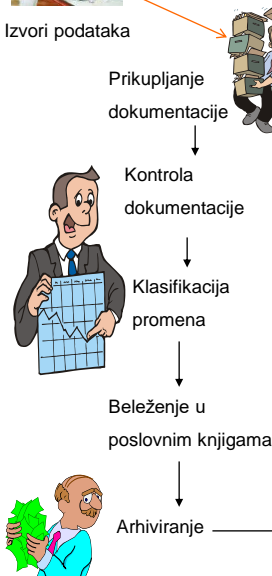 Izvori podataka
Prikupljanje
dokumentacije
Kontrola
dokumentacije
Klasifikacija
promena
Beleženje u
poslovnim knjigama
Arhiviranje